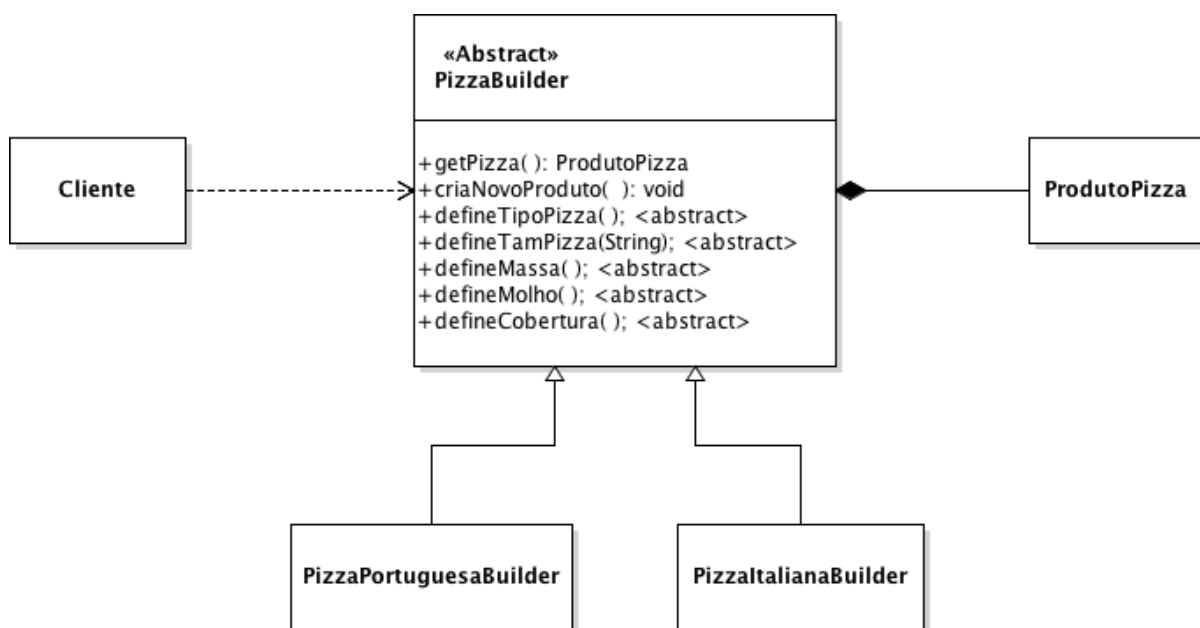 «Abstract»
PizzaBuilder
Cliente
+getPizza( ): ProdutoPizza
+criaNovoProduto( ): void
+defineTipoPizza( ); <abstract>
+defineTamPizza(String); <abstract>
+defineMassa( ); <abstract>
+defineMolho( ); <abstract>
+defineCobertura( ); <abstract>
ProdutoPizza
PizzaPortuguesaBuilder
PizzaItalianaBuilder